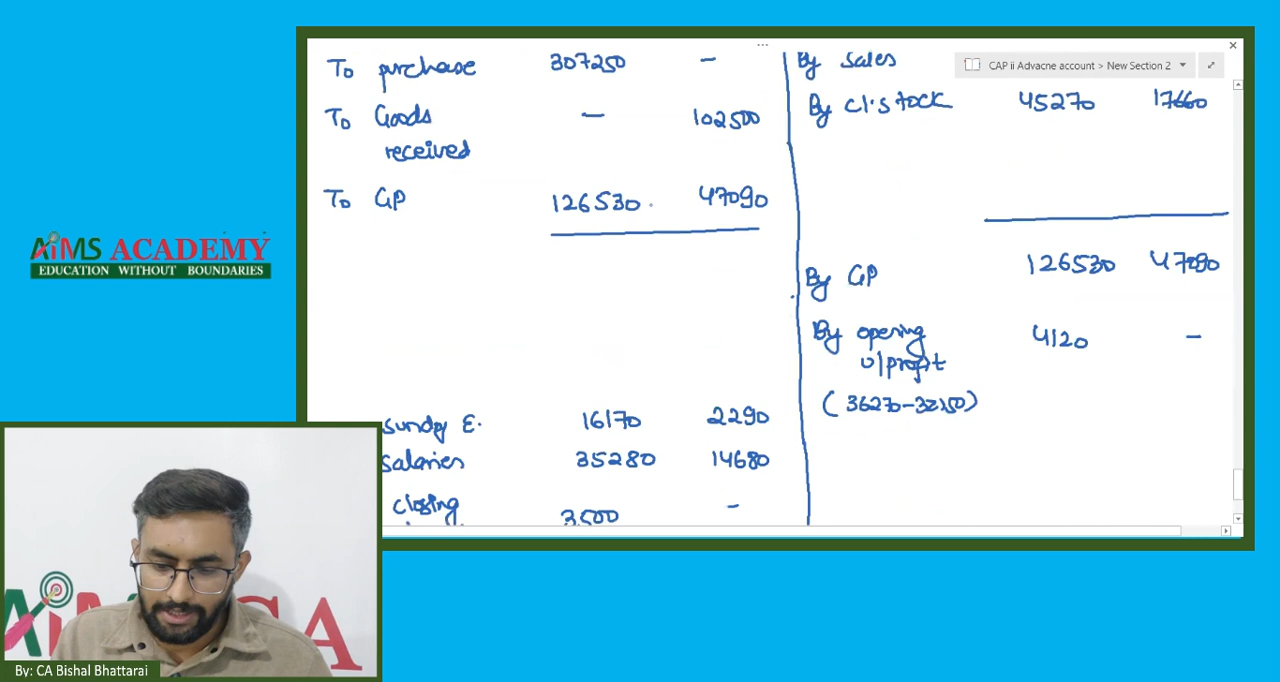 To purchase 307250 -
By Sales
CAP ii Advacne account > New Section 2
By Cl. Stock 45270 17660
To Goods received - 102500
To GP 126530 47090
By GP 126530 47090
By opening u/profit 4120 -
(36270-32150)
Sundry E. 16170 2290
Salaries 35280 14680
closing 3500 -
AiMS ACADEMY
EDUCATION WITHOUT BOUNDARIES
By: CA Bishal Bhattarai